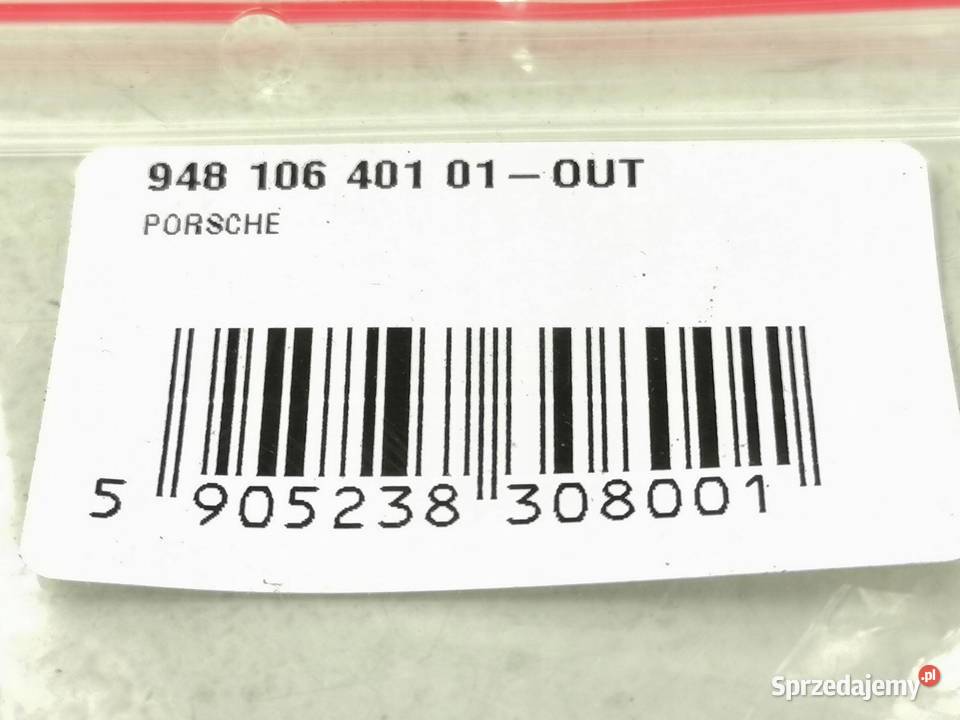 948 106 401 01-OUT
PORSCHE
5 905238 308001
Sprzedajemy.pl